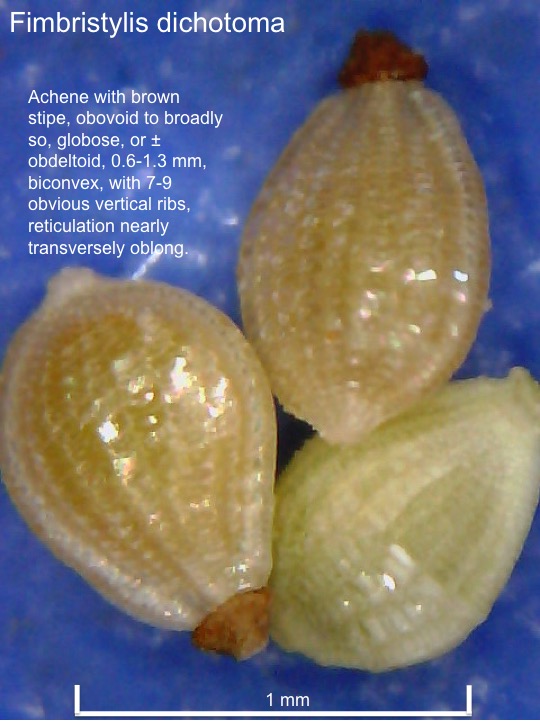 Fimbristylis dichotoma
Achene with brown
stipe, obovoid to broadly
so, globose, or ±
obdeltoid, 0.6-1.3 mm,
biconvex, with 7-9
obvious vertical ribs,
reticulation nearly
transversely oblong.
1 mm